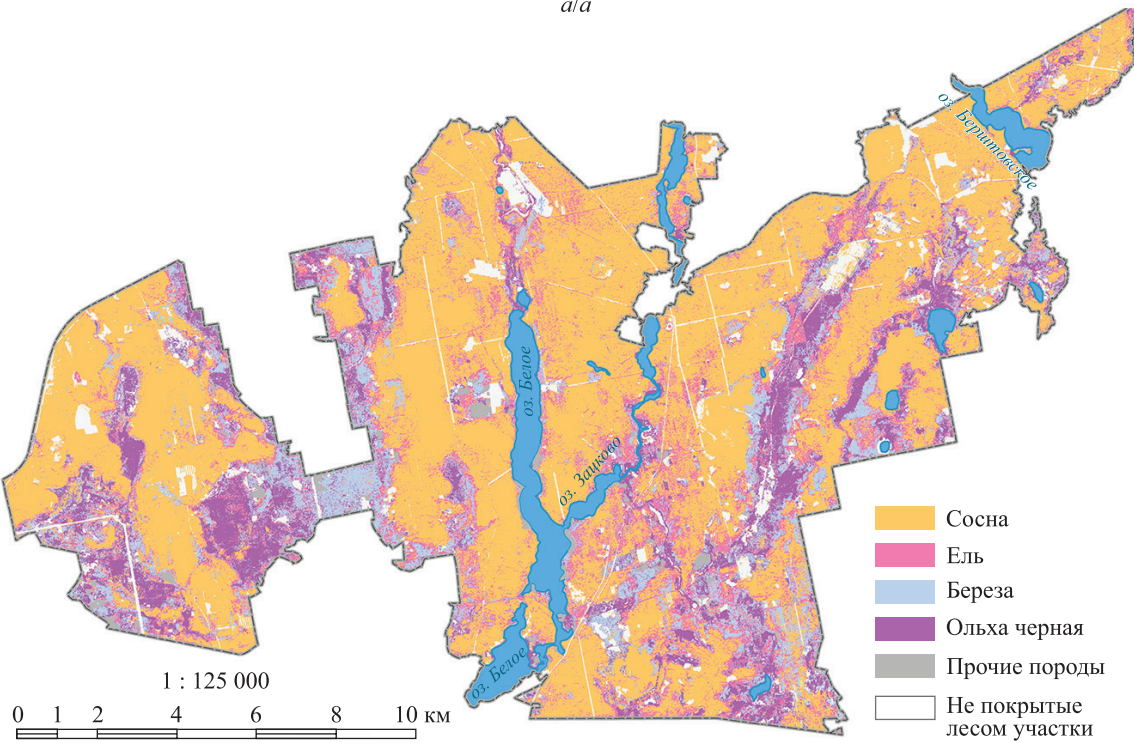 а/а
оз. Берштовское
оз. Белое
оз. Зацково
оз. Белое
Сосна
Ель
Береза
Ольха черная
Прочие породы
Не покрытые
лесом участки
1 : 125 000
0 1 2 4 6 8 10 км